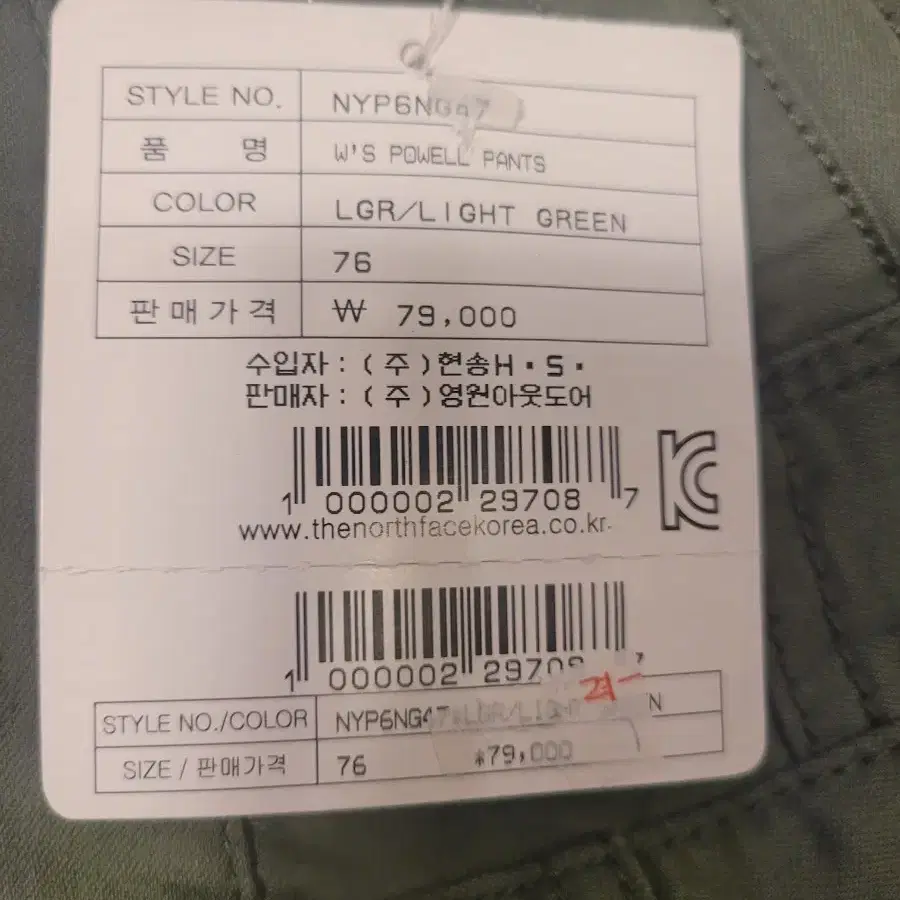 STYLE NO. NYP6NG47
품 명 W'S POWELL PANTS
COLOR LGR/LIGHT GREEN
SIZE 76
판매가격 ₩ 79,000
수입자 : (주)현송H·S·
판매자 : (주)영원아웃도어
1 000002 297087
www.thenorthfacekorea.co.kr
1 000002 29708 7
STYLE NO./COLOR NYP6NG47 LGR/LIGH N
SIZE / 판매가격 76 *79,000